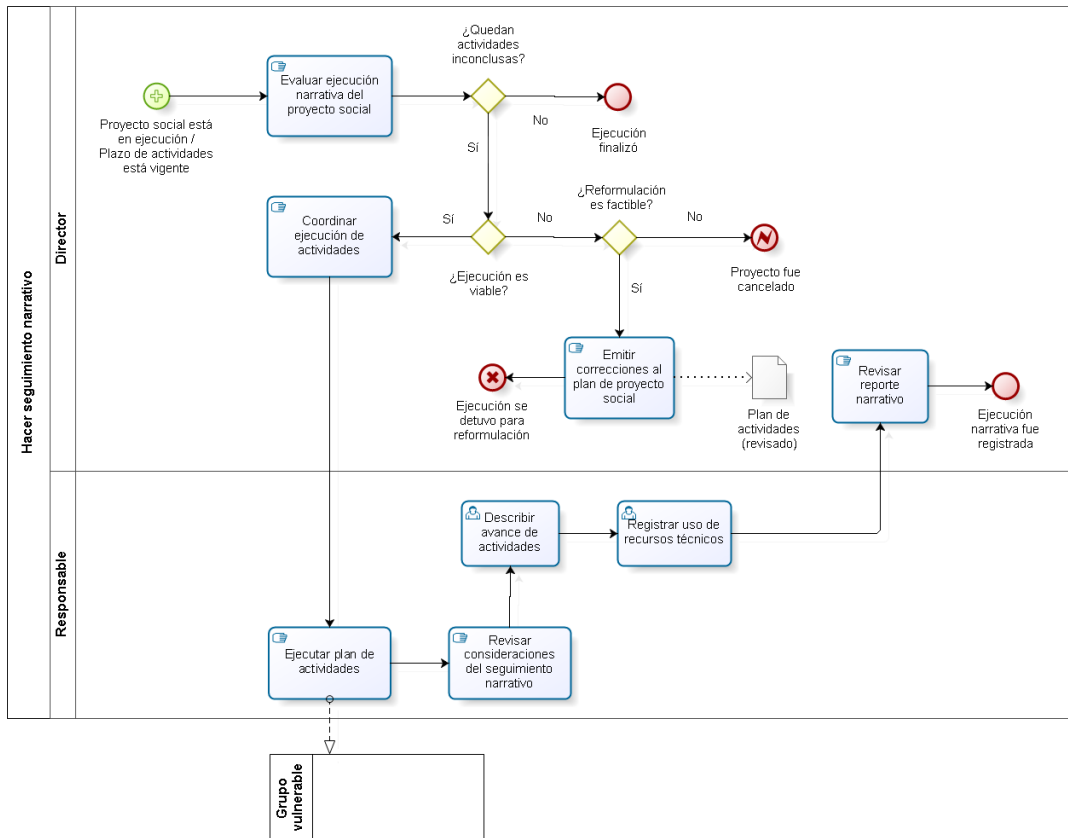 Hacer seguimiento narrativo
Director
Proyecto social está
en ejecución /
Plazo de actividades
está vigente
Evaluar ejecución
narrativa del
proyecto social
¿Quedan
actividades
inconclusas?
No
Ejecución
finalizó
Sí
Coordinar
ejecución de
actividades
Sí
¿Ejecución es
viable?
No
¿Reformulación
es factible?
No
Proyecto fue
cancelado
Sí
Emitir
correcciones al
plan de proyecto
social
Ejecución se
detuvo para
reformulación
Plan de
actividades
(revisado)
Revisar
reporte
narrativo
Ejecución
narrativa fue
registrada
Responsable
Describir
avance de
actividades
Registrar uso de
recursos técnicos
Ejecutar plan de
actividades
Revisar
consideraciones
del seguimiento
narrativo
Grupo
vulnerable